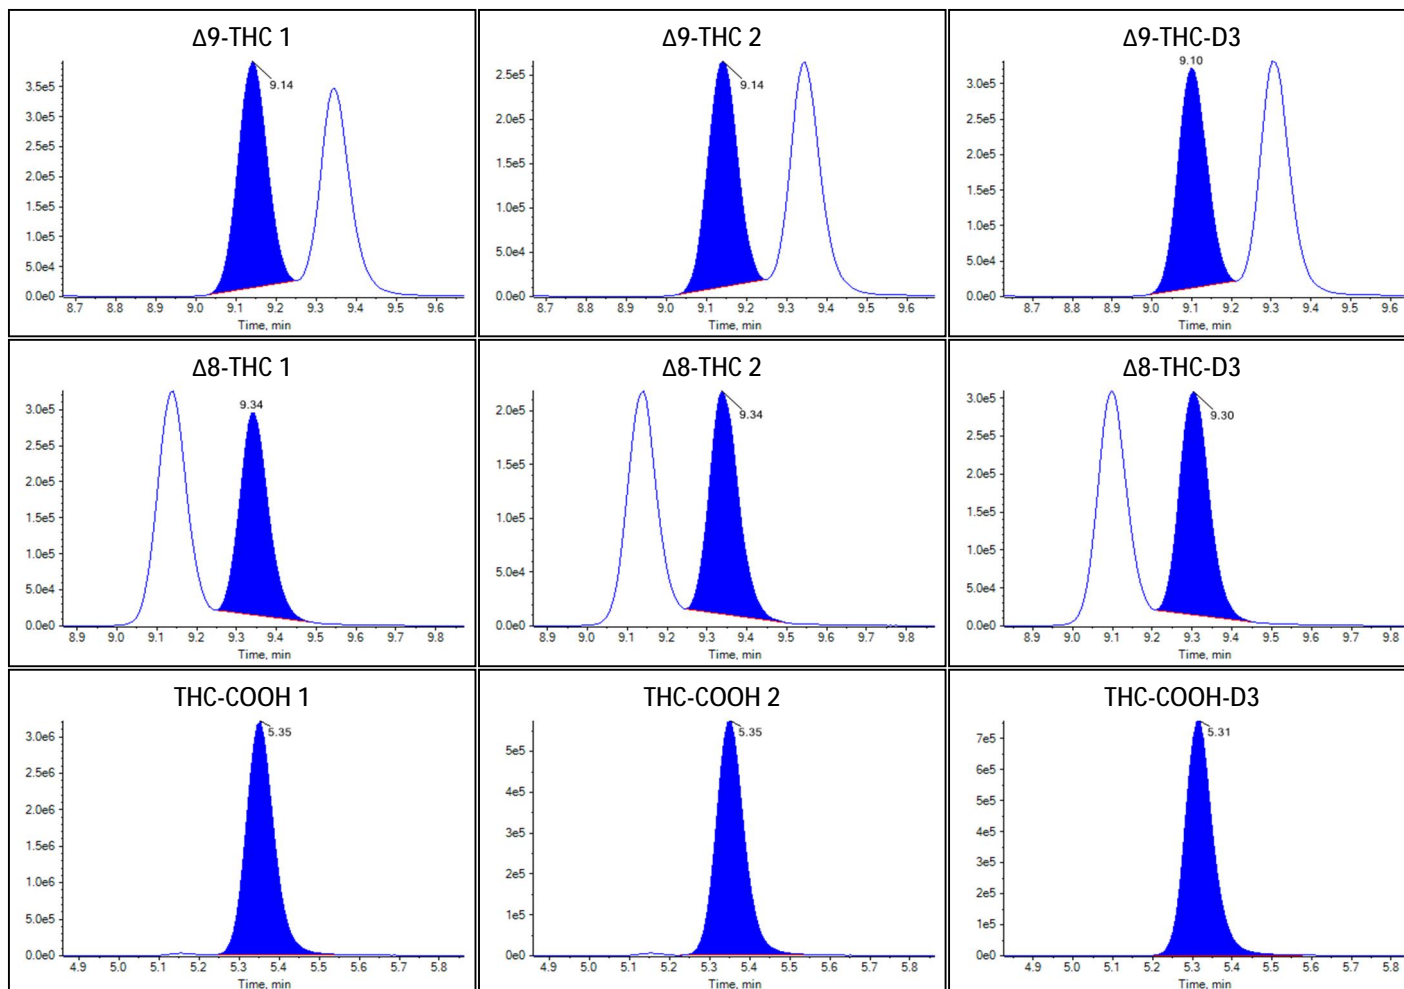 Δ9-THC 1
9.14
3.5e5
3.0e5
2.5e5
2.0e5
1.5e5
1.0e5
5.0e4
0.0e0
8.7 8.8 8.9 9.0 9.1 9.2 9.3 9.4 9.5 9.6
Time, min
Δ9-THC 2
9.14
2.5e5
2.0e5
1.5e5
1.0e5
5.0e4
0.0e0
8.7 8.8 8.9 9.0 9.1 9.2 9.3 9.4 9.5 9.6
Time, min
Δ9-THC-D3
9.10
3.0e5
2.5e5
2.0e5
1.5e5
1.0e5
5.0e4
0.0e0
8.7 8.8 8.9 9.0 9.1 9.2 9.3 9.4 9.5 9.6
Time, min
Δ8-THC 1
9.34
3.0e5
2.5e5
2.0e5
1.5e5
1.0e5
5.0e4
0.0e0
8.9 9.0 9.1 9.2 9.3 9.4 9.5 9.6 9.7 9.8
Time, min
Δ8-THC 2
9.34
2.0e5
1.5e5
1.0e5
5.0e4
0.0e0
8.9 9.0 9.1 9.2 9.3 9.4 9.5 9.6 9.7 9.8
Time, min
Δ8-THC-D3
9.30
3.0e5
2.5e5
2.0e5
1.5e5
1.0e5
5.0e4
0.0e0
8.9 9.0 9.1 9.2 9.3 9.4 9.5 9.6 9.7 9.8
Time, min
THC-COOH 1
5.35
3.0e6
2.5e6
2.0e6
1.5e6
1.0e6
5.0e5
0.0e0
4.9 5.0 5.1 5.2 5.3 5.4 5.5 5.6 5.7 5.8
Time, min
THC-COOH 2
5.35
5e5
4e5
3e5
2e5
1e5
0e0
4.9 5.0 5.1 5.2 5.3 5.4 5.5 5.6 5.7 5.8
Time, min
THC-COOH-D3
5.31
7e5
6e5
5e5
4e5
3e5
2e5
1e5
0e0
4.9 5.0 5.1 5.2 5.3 5.4 5.5 5.6 5.7 5.8
Time, min